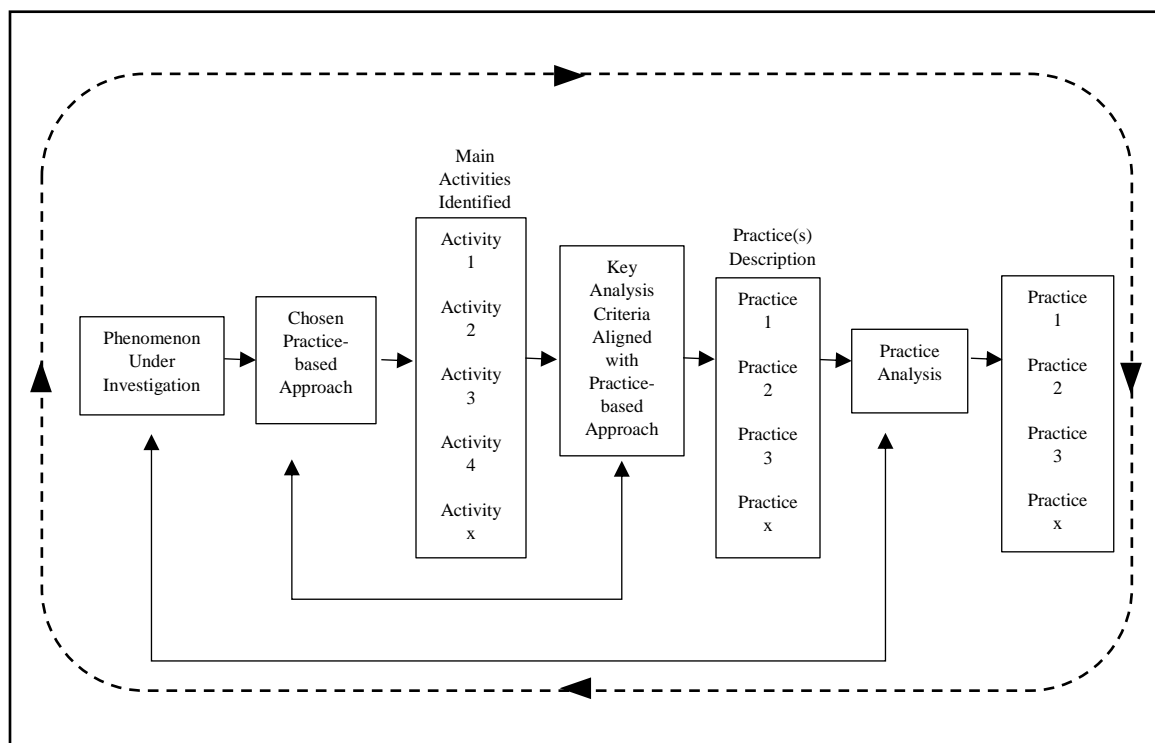 Phenomenon
Under
Investigation
Chosen
Practice-
based
Approach
Main
Activities
Identified
Activity
1
Activity
2
Activity
3
Activity
4
Activity
x
Key
Analysis
Criteria
Aligned
with
Practice-
based
Approach
Practice(s)
Description
Practice
1
Practice
2
Practice
3
Practice
x
Practice
Analysis
Practice
1
Practice
2
Practice
3
Practice
x